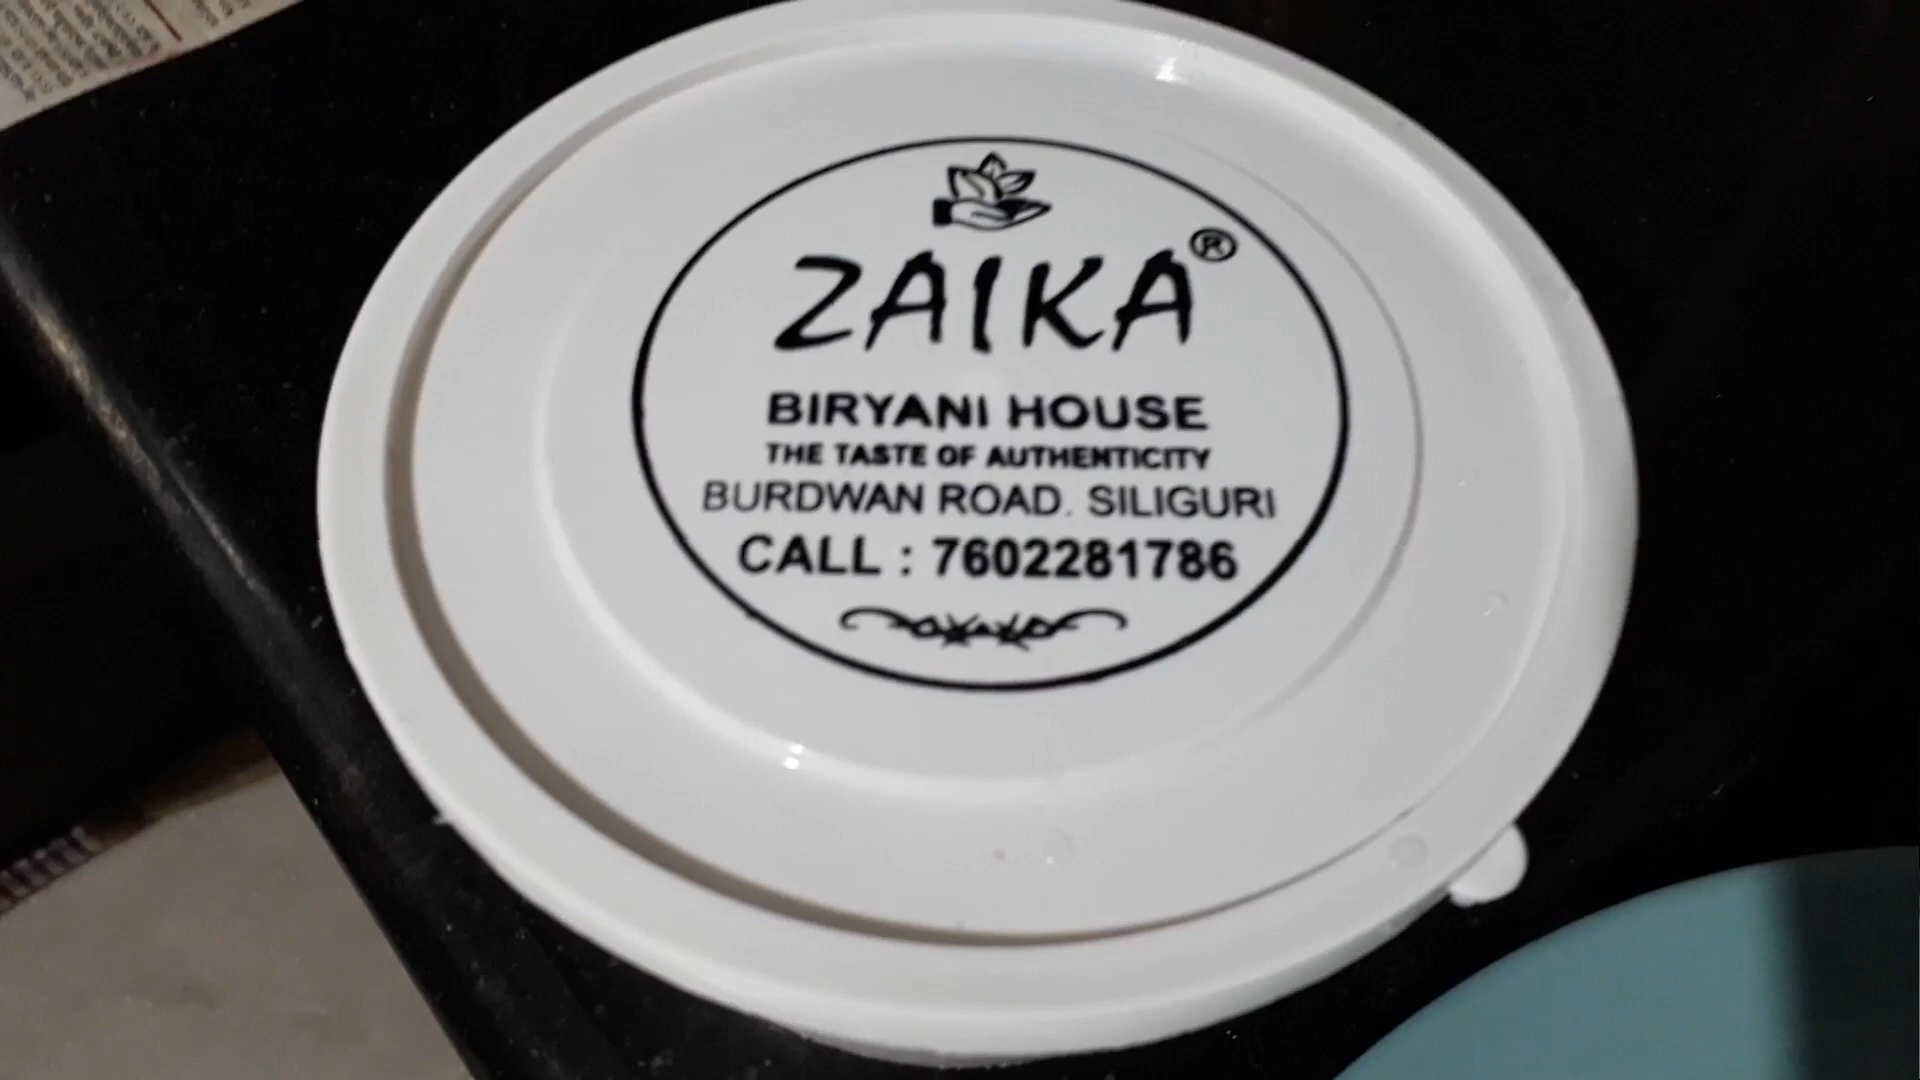 ZAIKA®
BIRYANI HOUSE
THE TASTE OF AUTHENTICITY
BURDWAN ROAD. SILIGURI
CALL : 7602281786